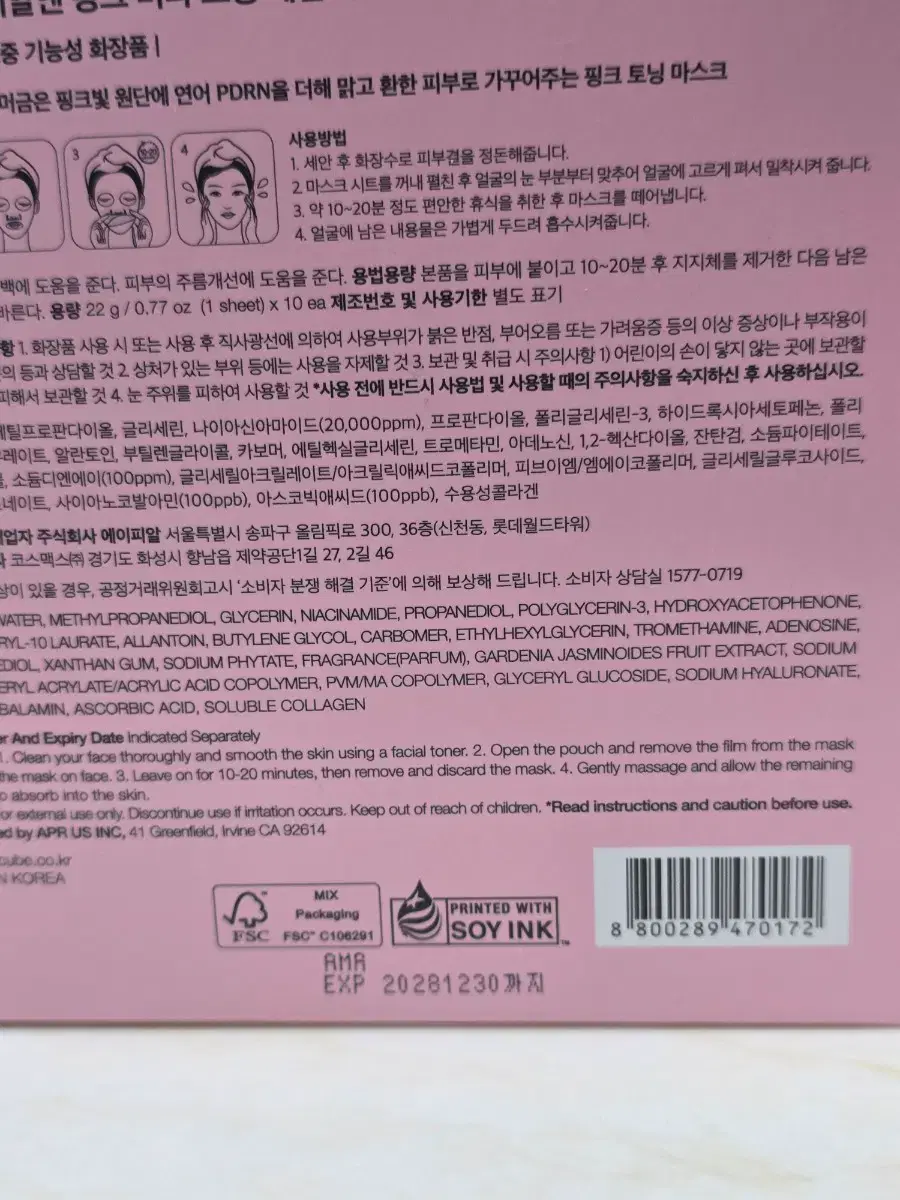 중 기능성 화장품 |
머금은 핑크빛 원단에 연어 PDRN을 더해 맑고 환한 피부로 가꾸어주는 핑크 토닝 마스크
3
4
사용방법
1. 세안 후 화장수로 피부결을 정돈해줍니다.
2. 마스크 시트를 꺼내 펼친 후 얼굴의 눈 부분부터 맞추어 얼굴에 고르게 펴서 밀착시켜 줍니다.
3. 약 10~20분 정도 편안한 휴식을 취한 후 마스크를 떼어냅니다.
4. 얼굴에 남은 내용물은 가볍게 두드려 흡수시켜줍니다.
백에 도움을 준다. 피부의 주름개선에 도움을 준다. 용법용량 본품을 피부에 붙이고 10~20분 후 지지체를 제거한 다음 남은
바른다. 용량 22 g / 0.77 oz (1 sheet) x 10 ea 제조번호 및 사용기한 별도 표기
항 1. 화장품 사용 시 또는 사용 후 직사광선에 의하여 사용부위가 붉은 반점, 부어오름 또는 가려움증 등의 이상 증상이나 부작용이
의 등과 상담할 것 2. 상처가 있는 부위 등에는 사용을 자제할 것 3. 보관 및 취급 시 주의사항 1) 어린이의 손이 닿지 않는 곳에 보관할
피해서 보관할 것 4. 눈 주위를 피하여 사용할 것 *사용 전에 반드시 사용법 및 사용할 때의 주의사항을 숙지하신 후 사용하십시오.
메틸프로판다이올, 글리세린, 나이아신아마이드(20,000ppm), 프로판다이올, 폴리글리세린-3, 하이드록시아세토페논, 폴리
레이트, 알란토인, 부틸렌글라이콜, 카보머, 에틸헥실글리세린, 트로메타민, 아데노신, 1,2-헥산다이올, 잔탄검, 소듐파이테이트,
소듐디엔에이(100ppm), 글리세릴아크릴레이트/아크릴릭애씨드코폴리머, 피브이엠/엠에이코폴리머, 글리세릴글루코사이드,
네이트, 사이아노코발아민(100ppb), 아스코빅애씨드(100ppb), 수용성콜라겐
업자 주식회사 에이피알 서울특별시 송파구 올림픽로 300, 36층(신천동, 롯데월드타워)
자 코스맥스㈜ 경기도 화성시 향남읍 제약공단1길 27, 2길 46
상이 있을 경우, 공정거래위원회고시 '소비자 분쟁 해결 기준'에 의해 보상해 드립니다. 소비자 상담실 1577-0719
WATER, METHYLPROPANEDIOL, GLYCERIN, NIACINAMIDE, PROPANEDIOL, POLYGLYCERIN-3, HYDROXYACETOPHENONE,
RYL-10 LAURATE, ALLANTOIN, BUTYLENE GLYCOL, CARBOMER, ETHYLHEXYLGLYCERIN, TROMETHAMINE, ADENOSINE,
EDIOL, XANTHAN GUM, SODIUM PHYTATE, FRAGRANCE(PARFUM), GARDENIA JASMINOIDES FRUIT EXTRACT, SODIUM
ERYL ACRYLATE/ACRYLIC ACID COPOLYMER, PVM/MA COPOLYMER, GLYCERYL GLUCOSIDE, SODIUM HYALURONATE,
BALAMIN, ASCORBIC ACID, SOLUBLE COLLAGEN
er And Expiry Date Indicated Separately
1. Clean your face thoroughly and smooth the skin using a facial toner. 2. Open the pouch and remove the film from the mask
the mask on face. 3. Leave on for 10-20 minutes, then remove and discard the mask. 4. Gently massage and allow the remaining
o absorb into the skin.
or external use only. Discontinue use if irritation occurs. Keep out of reach of children. *Read instructions and caution before use.
ed by APR US INC, 41 Greenfield, Irvine CA 92614
cube.co.kr
N KOREA
FSC
MIX
Packaging
FSC™ C106291
PRINTED WITH
SOY INK™
8 800289 470172
AMA
EXP 20281230까지